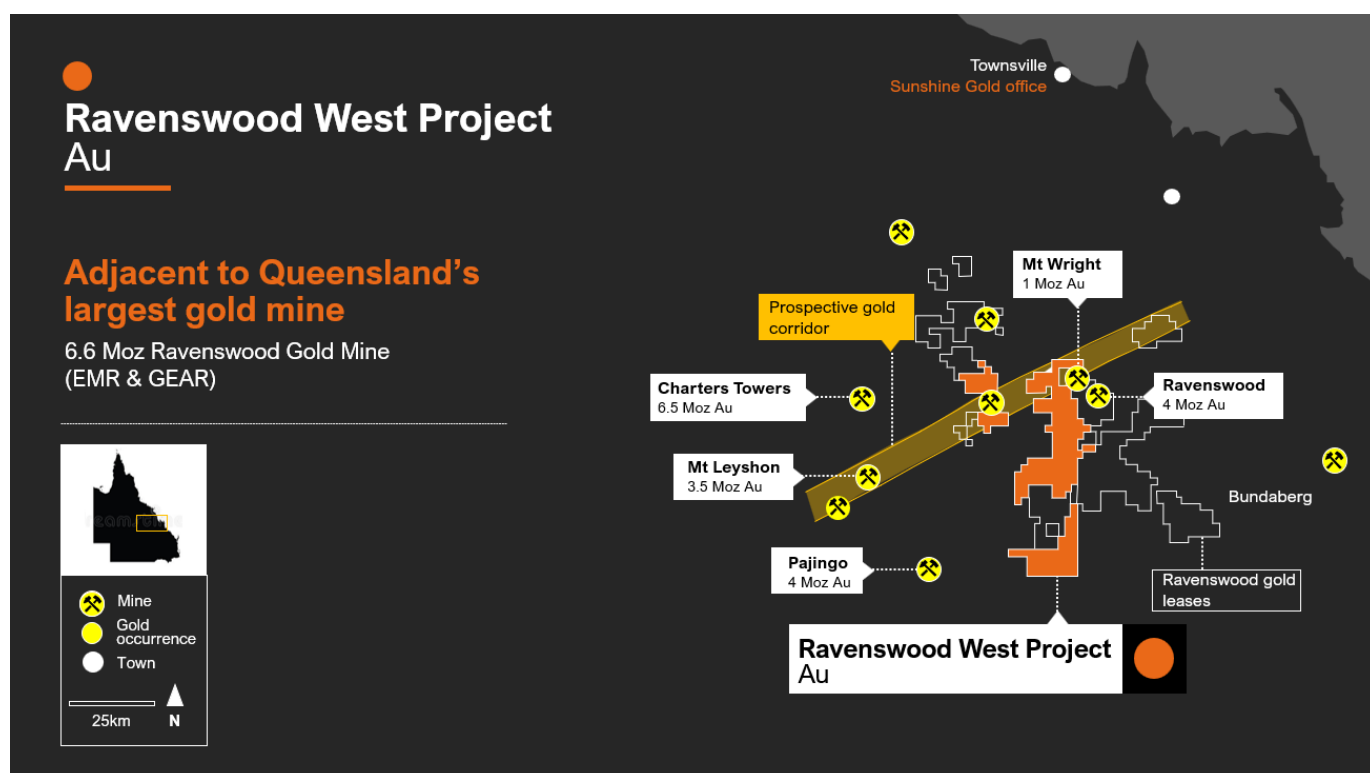 Ravenswood West Project
Au
Adjacent to Queensland’s
largest gold mine
6.6 Moz Ravenswood Gold Mine
(EMR & GEAR)
Mine
Gold
occurrence
Town
25km
N
Townsville
Sunshine Gold office
Mt Wright
1 Moz Au
Prospective gold
corridor
Charters Towers
6.5 Moz Au
Ravenswood
4 Moz Au
Mt Leyshon
3.5 Moz Au
Bundaberg
Pajingo
4 Moz Au
Ravenswood gold
leases
Ravenswood West Project
Au